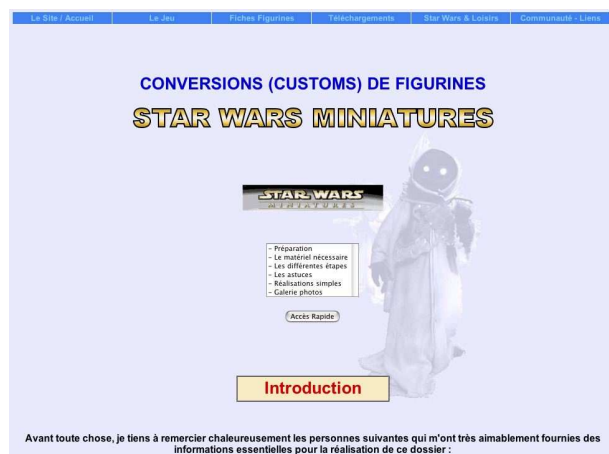 Le Site / Accueil Le Jeu Fiches Figurines Téléchargements Star Wars & Loisirs Communauté - Liens
CONVERSIONS (CUSTOMS) DE FIGURINES
STAR WARS MINIATURES
STAR WARS
MINIATURES
- Préparation
- Le matériel nécessaire
- Les différentes étapes
- Les astuces
- Réalisations simples
- Galerie photos
Accès Rapide
Introduction
Avant toute chose, je tiens à remercier chaleureusement les personnes suivantes qui m'ont très aimablement fournies des
informations essentielles pour la réalisation de ce dossier :